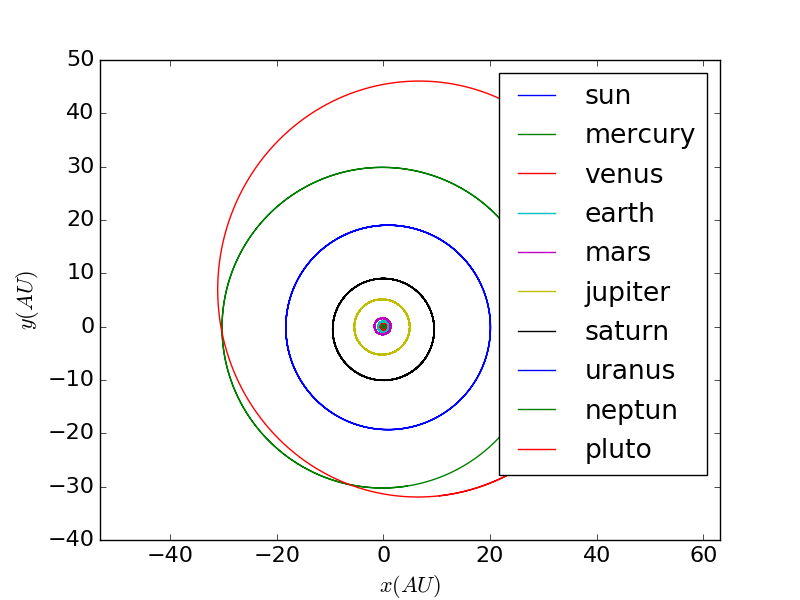 50
40
30
20
10
0
−10
−20
−30
−40
y(AU)
sun
mercury
venus
earth
mars
jupiter
saturn
uranus
neptun
pluto
−40 −20 0 20 40 60
x(AU)